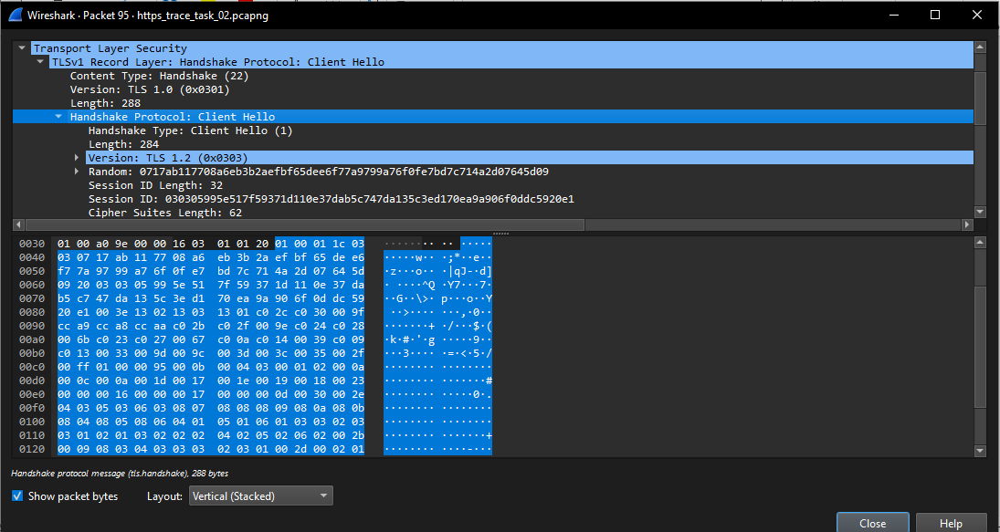 Wireshark · Packet 95 · https_trace_task_02.pcapng
Transport Layer Security
TLSv1 Record Layer: Handshake Protocol: Client Hello
Content Type: Handshake (22)
Version: TLS 1.0 (0x0301)
Length: 288
Handshake Protocol: Client Hello
Handshake Type: Client Hello (1)
Length: 284
Version: TLS 1.2 (0x0303)
Random: 0717ab117708a6eb3b2aefbf65dee6f77a9799a76f0fe7bd7c714a2d07645d09
Session ID Length: 32
Session ID: 030305995e517f59371d110e37dab5c747da135c3ed170ea9a906f0ddc5920e1
Cipher Suites Length: 62
0030 01 00 a0 9e 00 00 16 03 01 01 20 01 00 01 1c 03 ········ ·· ·····
0040 03 07 17 ab 11 77 08 a6 eb 3b 2a ef bf 65 de e6 ·····w·· ·;*··e··
0050 f7 7a 97 99 a7 6f 0f e7 bd 7c 71 4a 2d 07 64 5d ·z···o·· ·|qJ-·d]
0060 09 20 03 03 05 99 5e 51 7f 59 37 1d 11 0e 37 da · ····^Q ·Y7···7·
0070 b5 c7 47 da 13 5c 3e d1 70 ea 9a 90 6f 0d dc 59 ··G··\>· p···o··Y
0080 20 e1 00 3e 13 02 13 03 13 01 c0 2c c0 30 00 9f ··>···· ···,·0··
0090 cc a9 cc a8 cc aa c0 2b c0 2f 00 9e c0 24 c0 28 ·······+ ·/···$·(
00a0 00 6b c0 23 c0 27 00 67 c0 0a c0 14 00 39 c0 09 ·k·#·'·g ·····9··
00b0 c0 13 00 33 00 9d 00 9c 00 3d 00 3c 00 35 00 2f ···3···· ·=·<·5·/
00c0 00 ff 01 00 00 95 00 0b 00 04 03 00 01 02 00 0a ········ ········
00d0 00 0c 00 0a 00 1d 00 17 00 1e 00 19 00 18 00 23 ········ ·······#
00e0 00 00 00 16 00 00 00 17 00 00 00 0d 00 30 00 2e ········ ·····0·.
00f0 04 03 05 03 06 03 08 07 08 08 08 09 08 0a 08 0b ········ ········
0100 08 04 08 05 08 06 04 01 05 01 06 01 03 03 02 03 ········ ········
0110 03 01 02 01 03 02 02 02 04 02 05 02 06 02 00 2b ········ ·······+
0120 00 09 08 03 04 03 03 03 02 03 01 00 2d 00 02 01 ········ ····-···
Handshake protocol message (tls.handshake), 288 bytes
Show packet bytes Layout: Vertical (Stacked)
Close Help